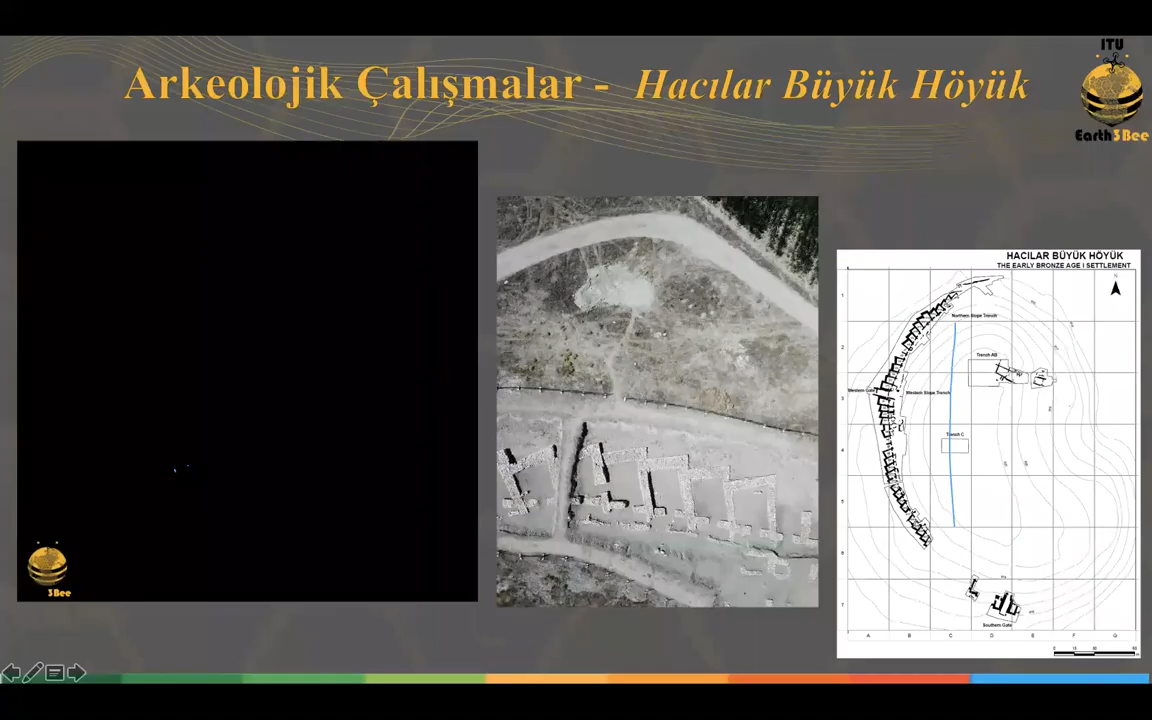 Arkeolojik Çalışmalar - Hacılar Büyük Höyük
ITU
Earth3Bee
3Bee
HACILAR BÜYÜK HÖYÜK
THE EARLY BRONZE AGE I SETTLEMENT
N
1
Northern Slope Trench
2
Trench AB
Western Gate
Western Slope Trench
3
Trench C
4
5
6
7
Southern Gate
A B C D E F G